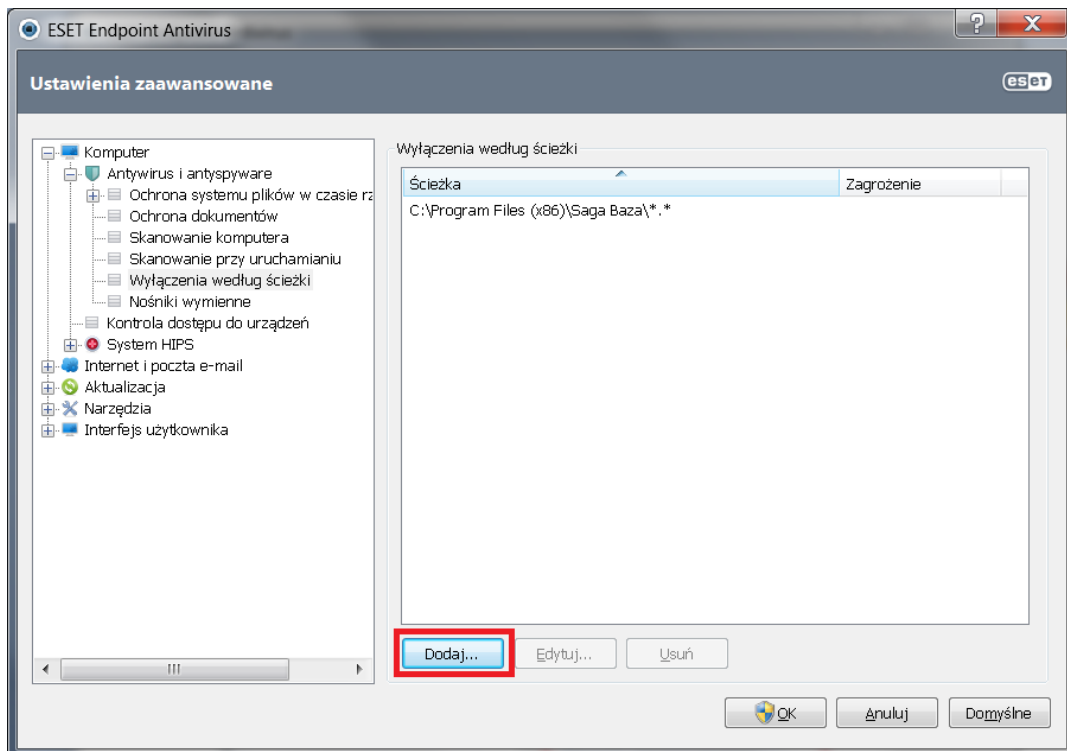 ESET Endpoint Antivirus
Ustawienia zaawansowane
eset
Komputer
Antywirus i antyspyware
Ochrona systemu plików w czasie rz
Ochrona dokumentów
Skanowanie komputera
Skanowanie przy uruchamianiu
Wyłączenia według ścieżki
Nośniki wymienne
Kontrola dostępu do urządzeń
System HIPS
Internet i poczta e-mail
Aktualizacja
Narzędzia
Interfejs użytkownika
Wyłączenia według ścieżki
Ścieżka Zagrożenie
C:\Program Files (x86)\Saga Baza\*.*
Dodaj... Edytuj... Usuń
OK Anuluj Domyślne